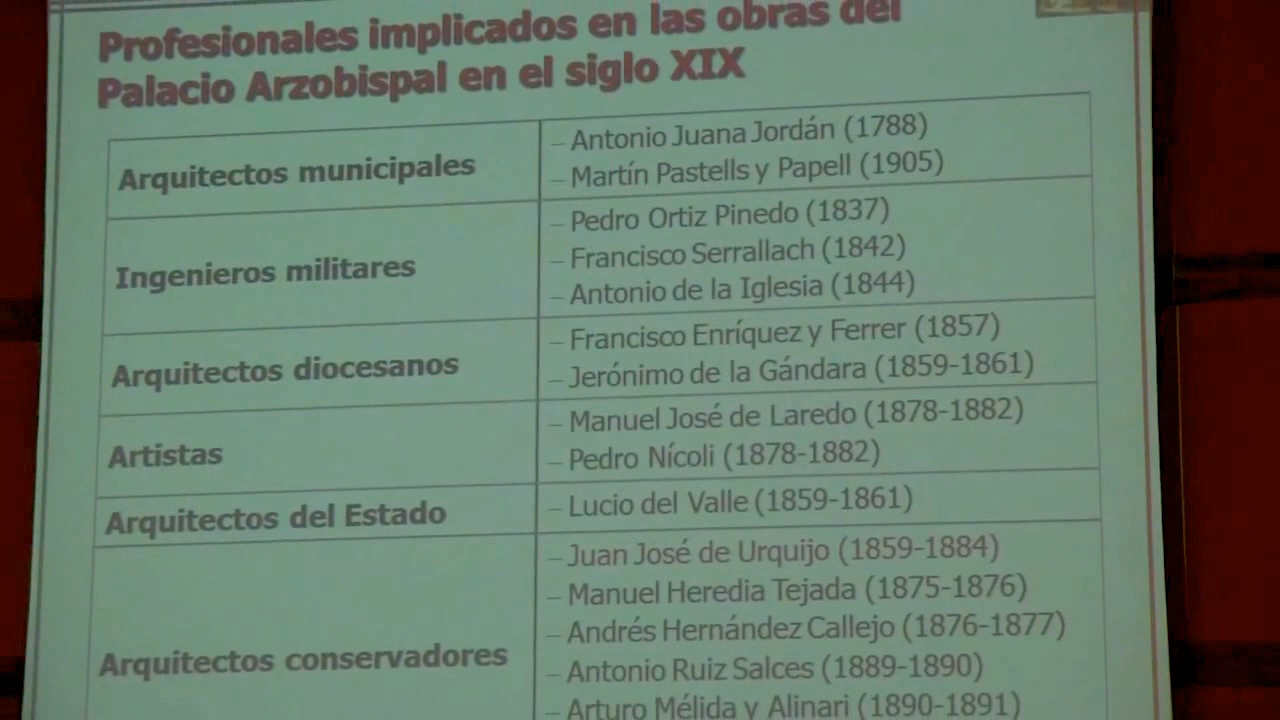 Profesionales implicados en las obras del
Palacio Arzobispal en el siglo XIX
Arquitectos municipales
– Antonio Juana Jordán (1788)
– Martín Pastells y Papell (1905)
Ingenieros militares
– Pedro Ortiz Pinedo (1837)
– Francisco Serrallach (1842)
– Antonio de la Iglesia (1844)
Arquitectos diocesanos
– Francisco Enríquez y Ferrer (1857)
– Jerónimo de la Gándara (1859-1861)
Artistas
– Manuel José de Laredo (1878-1882)
– Pedro Nícoli (1878-1882)
Arquitectos del Estado
– Lucio del Valle (1859-1861)
Arquitectos conservadores
– Juan José de Urquijo (1859-1884)
– Manuel Heredia Tejada (1875-1876)
– Andrés Hernández Callejo (1876-1877)
– Antonio Ruiz Salces (1889-1890)
– Arturo Mélida y Alinari (1890-1891)